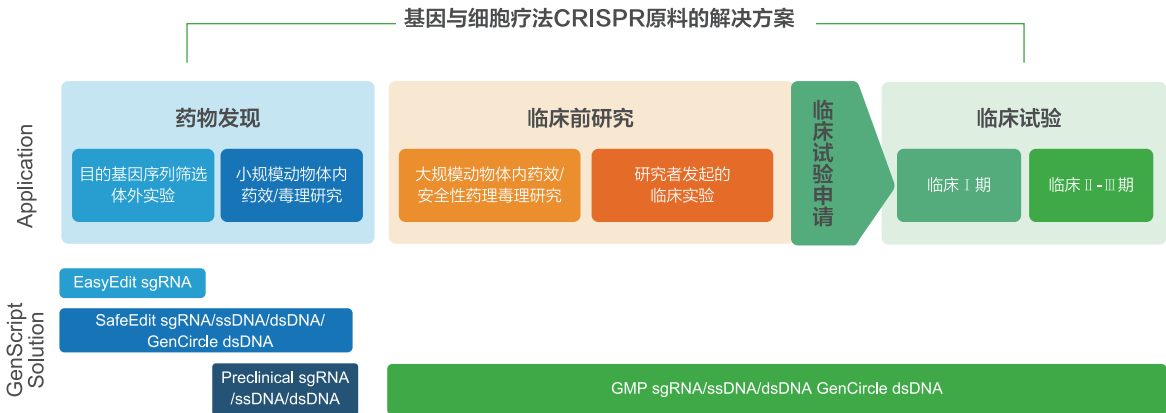 基因与细胞疗法CRISPR原料的解决方案
Application
药物发现
目的基因序列筛选
体外实验
小规模动物体内
药效/毒理研究
临床前研究
大规模动物体内药效/
安全性药理毒理研究
研究者发起的
临床实验
临床试验申请
临床试验
临床Ⅰ期
临床Ⅱ-Ⅲ期
GenScript
Solution
EasyEdit sgRNA
SafeEdit sgRNA/ssDNA/dsDNA/
GenCircle dsDNA
Preclinical sgRNA
/ssDNA/dsDNA
GMP sgRNA/ssDNA/dsDNA GenCircle dsDNA